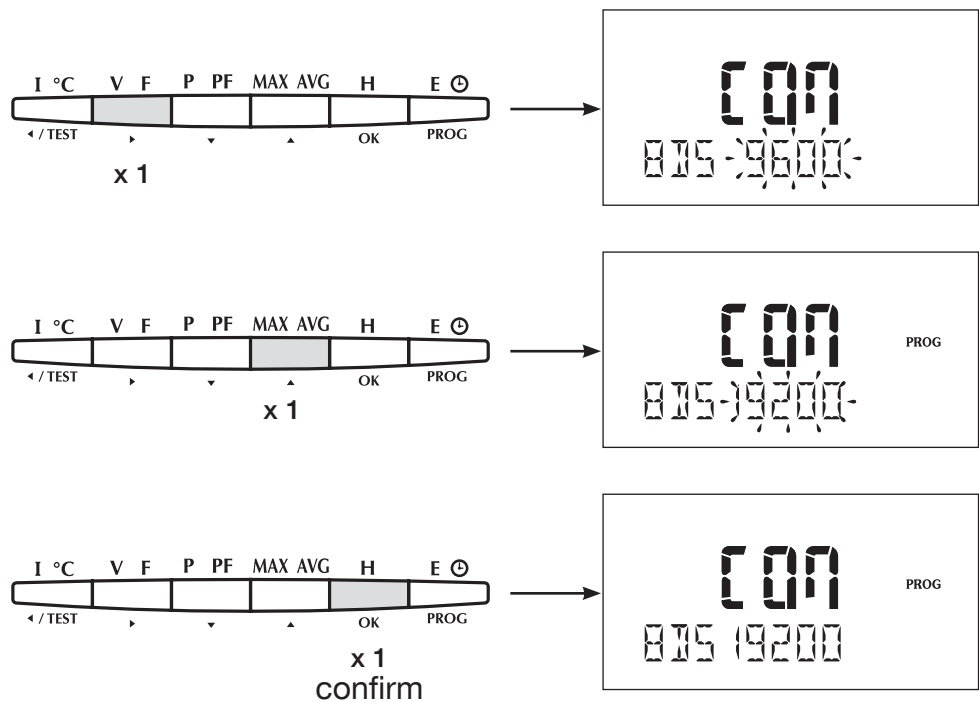 I °C V F P PF MAX AVG H E
/ TEST OK PROG
x 1
COM
BDS 9600
I °C V F P PF MAX AVG H E
/ TEST OK PROG
x 1
COM PROG
BDS 19200
I °C V F P PF MAX AVG H E
/ TEST OK PROG
x 1
confirm
COM PROG
BDS 19200